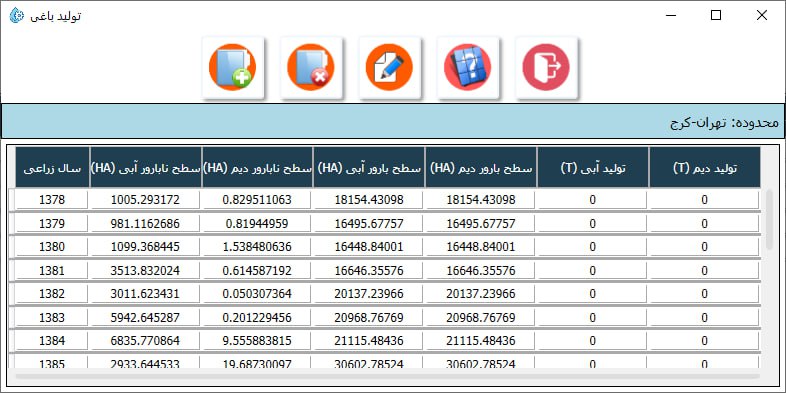 تولید باغی
محدوده: تهران-کرج
سال زراعی سطح نابارور آبی (HA) سطح نابارور دیم (HA) سطح بارور آبی (HA) سطح بارور دیم (HA) تولید آبی (T) تولید دیم (T)
1378 1005.293172 0.829511063 18154.43098 18154.43098 0 0
1379 981.1162686 0.81944959 16495.67757 16495.67757 0 0
1380 1099.368445 1.538480636 16448.84001 16448.84001 0 0
1381 3513.832024 0.614587192 16646.35576 16646.35576 0 0
1382 3011.623431 0.050307364 20137.23966 20137.23966 0 0
1383 5942.645287 0.201229456 20968.76769 20968.76769 0 0
1384 6835.770864 9.555883815 21115.48436 21115.48436 0 0
1385 2933.644533 19.68730097 30602.78524 30602.78524 0 0